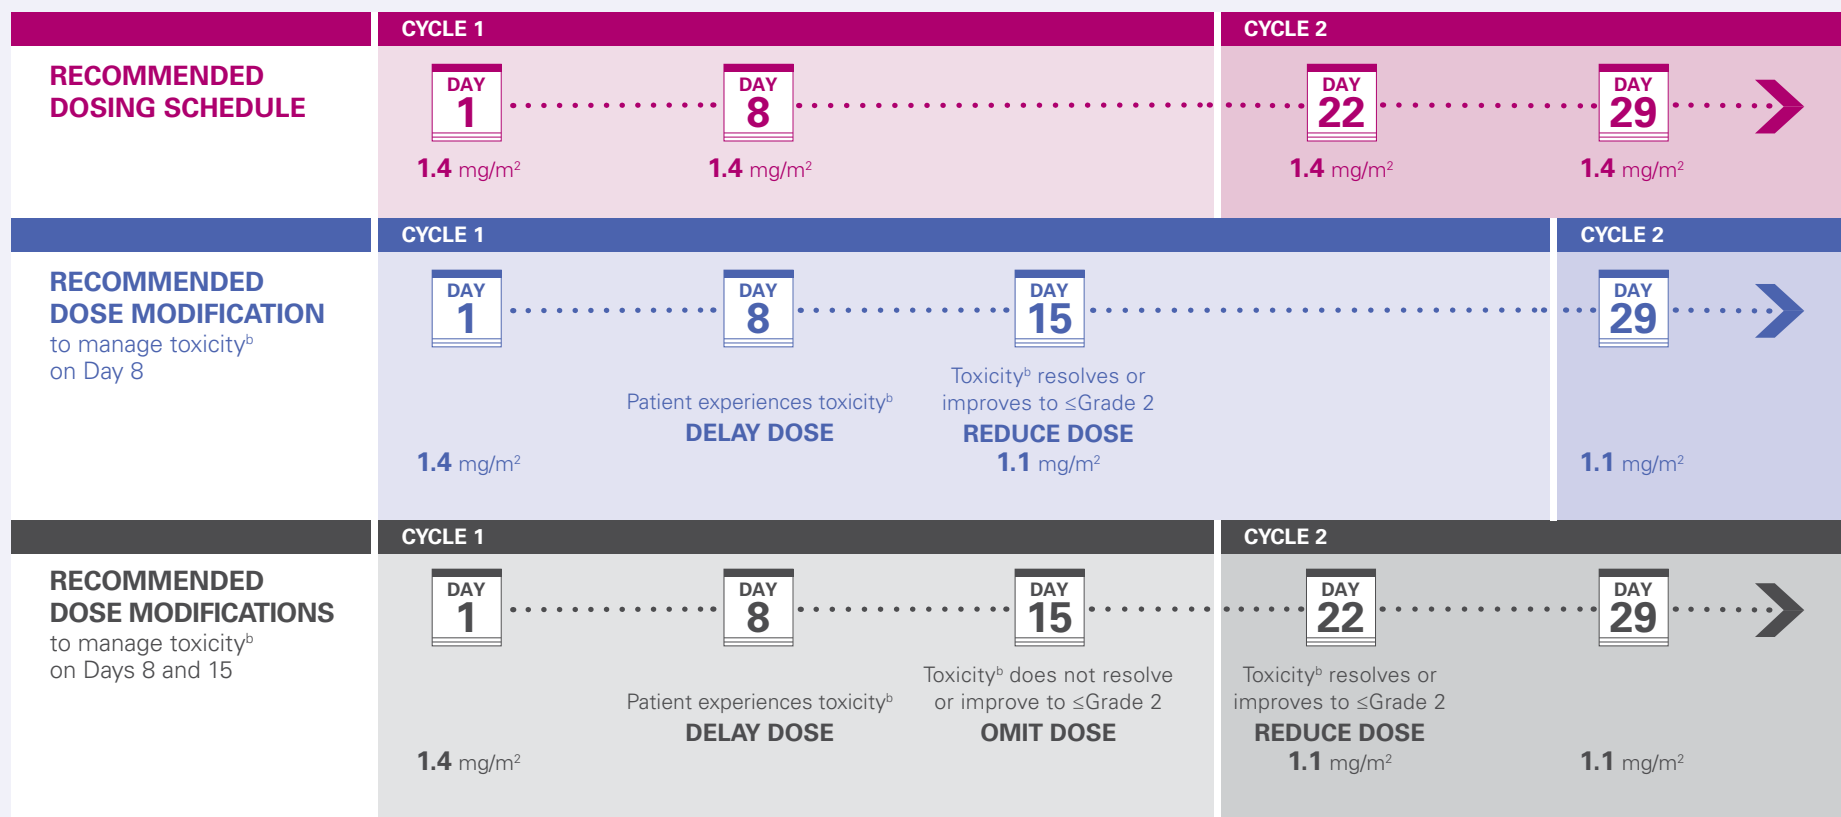 CYCLE 1
CYCLE 2
RECOMMENDED
DOSING SCHEDULE
DAY
1
DAY
8
DAY
22
DAY
29
1.4 mg/m²
1.4 mg/m²
1.4 mg/m²
1.4 mg/m²
CYCLE 1
CYCLE 2
RECOMMENDED
DOSE MODIFICATION
to manage toxicityᵇ
on Day 8
DAY
1
DAY
8
DAY
15
DAY
29
Patient experiences toxicityᵇ
DELAY DOSE
Toxicityᵇ resolves or
improves to ≤Grade 2
REDUCE DOSE
1.4 mg/m²
1.1 mg/m²
1.1 mg/m²
CYCLE 1
CYCLE 2
RECOMMENDED
DOSE MODIFICATIONS
to manage toxicityᵇ
on Days 8 and 15
DAY
1
DAY
8
DAY
15
DAY
22
DAY
29
Patient experiences toxicityᵇ
DELAY DOSE
Toxicityᵇ does not resolve
or improve to ≤Grade 2
OMIT DOSE
Toxicityᵇ resolves or
improves to ≤Grade 2
REDUCE DOSE
1.4 mg/m²
1.1 mg/m²
1.1 mg/m²